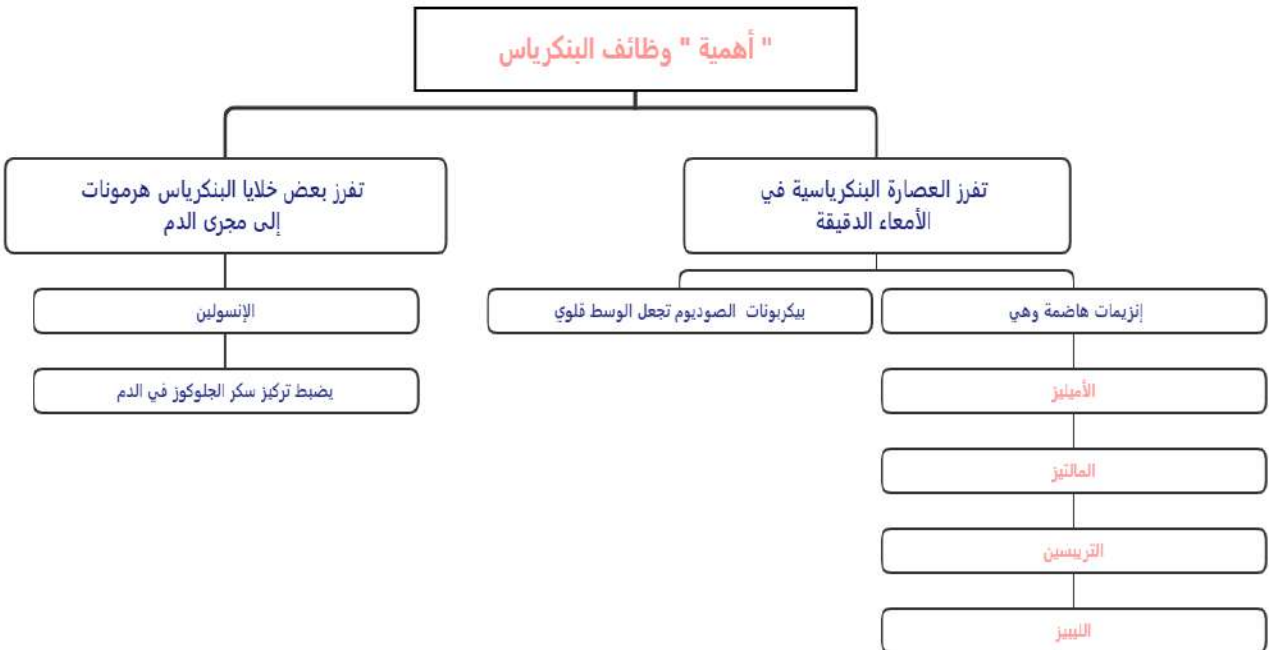 " أهمية " وظائف البنكرياس
تفرز العصارة البنكرياسية في
الأمعاء الدقيقة
إنزيمات هاضمة وهي
الأميليز
المالتيز
التريبسين
الليبيز
بيكربونات الصوديوم تجعل الوسط قلوي
تفرز بعض خلايا البنكرياس هرمونات
إلى مجرى الدم
الإنسولين
يضبط تركيز سكر الجلوكوز في الدم